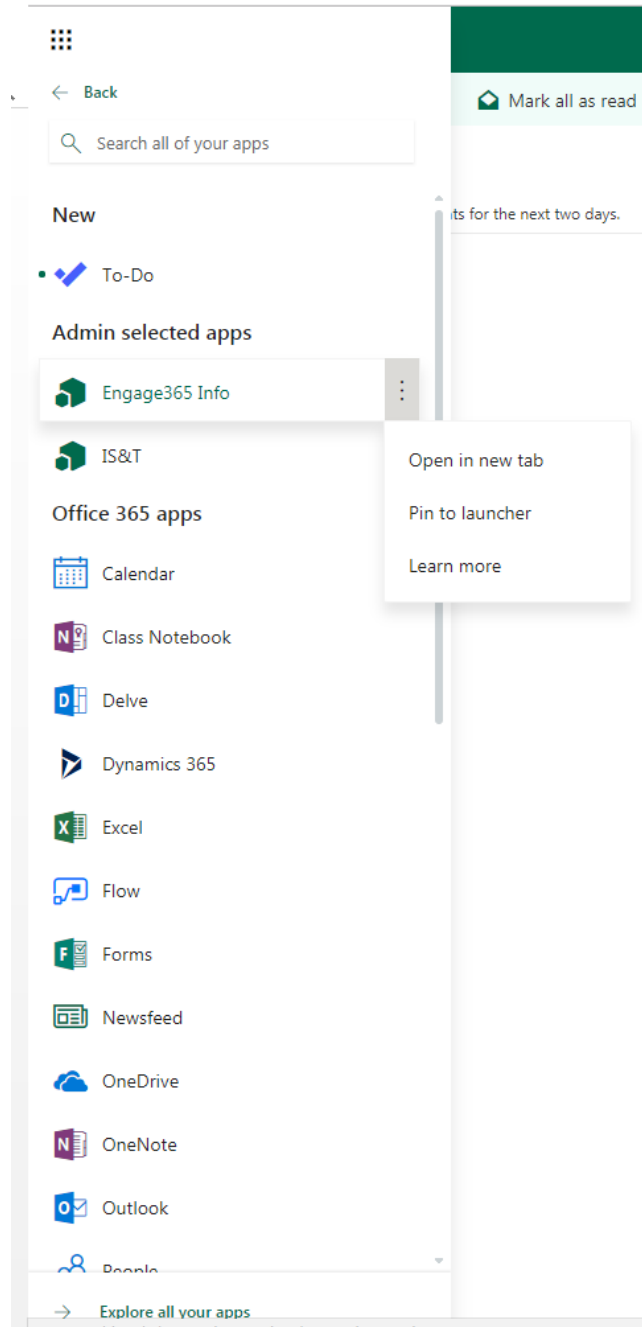 Back
Mark all as read
Search all of your apps
New
ts for the next two days.
To-Do
Admin selected apps
Engage365 Info
IS&T
Open in new tab
Office 365 apps
Pin to launcher
Learn more
Calendar
Class Notebook
Delve
Dynamics 365
Excel
Flow
Forms
Newsfeed
OneDrive
OneNote
Outlook
People
Explore all your apps